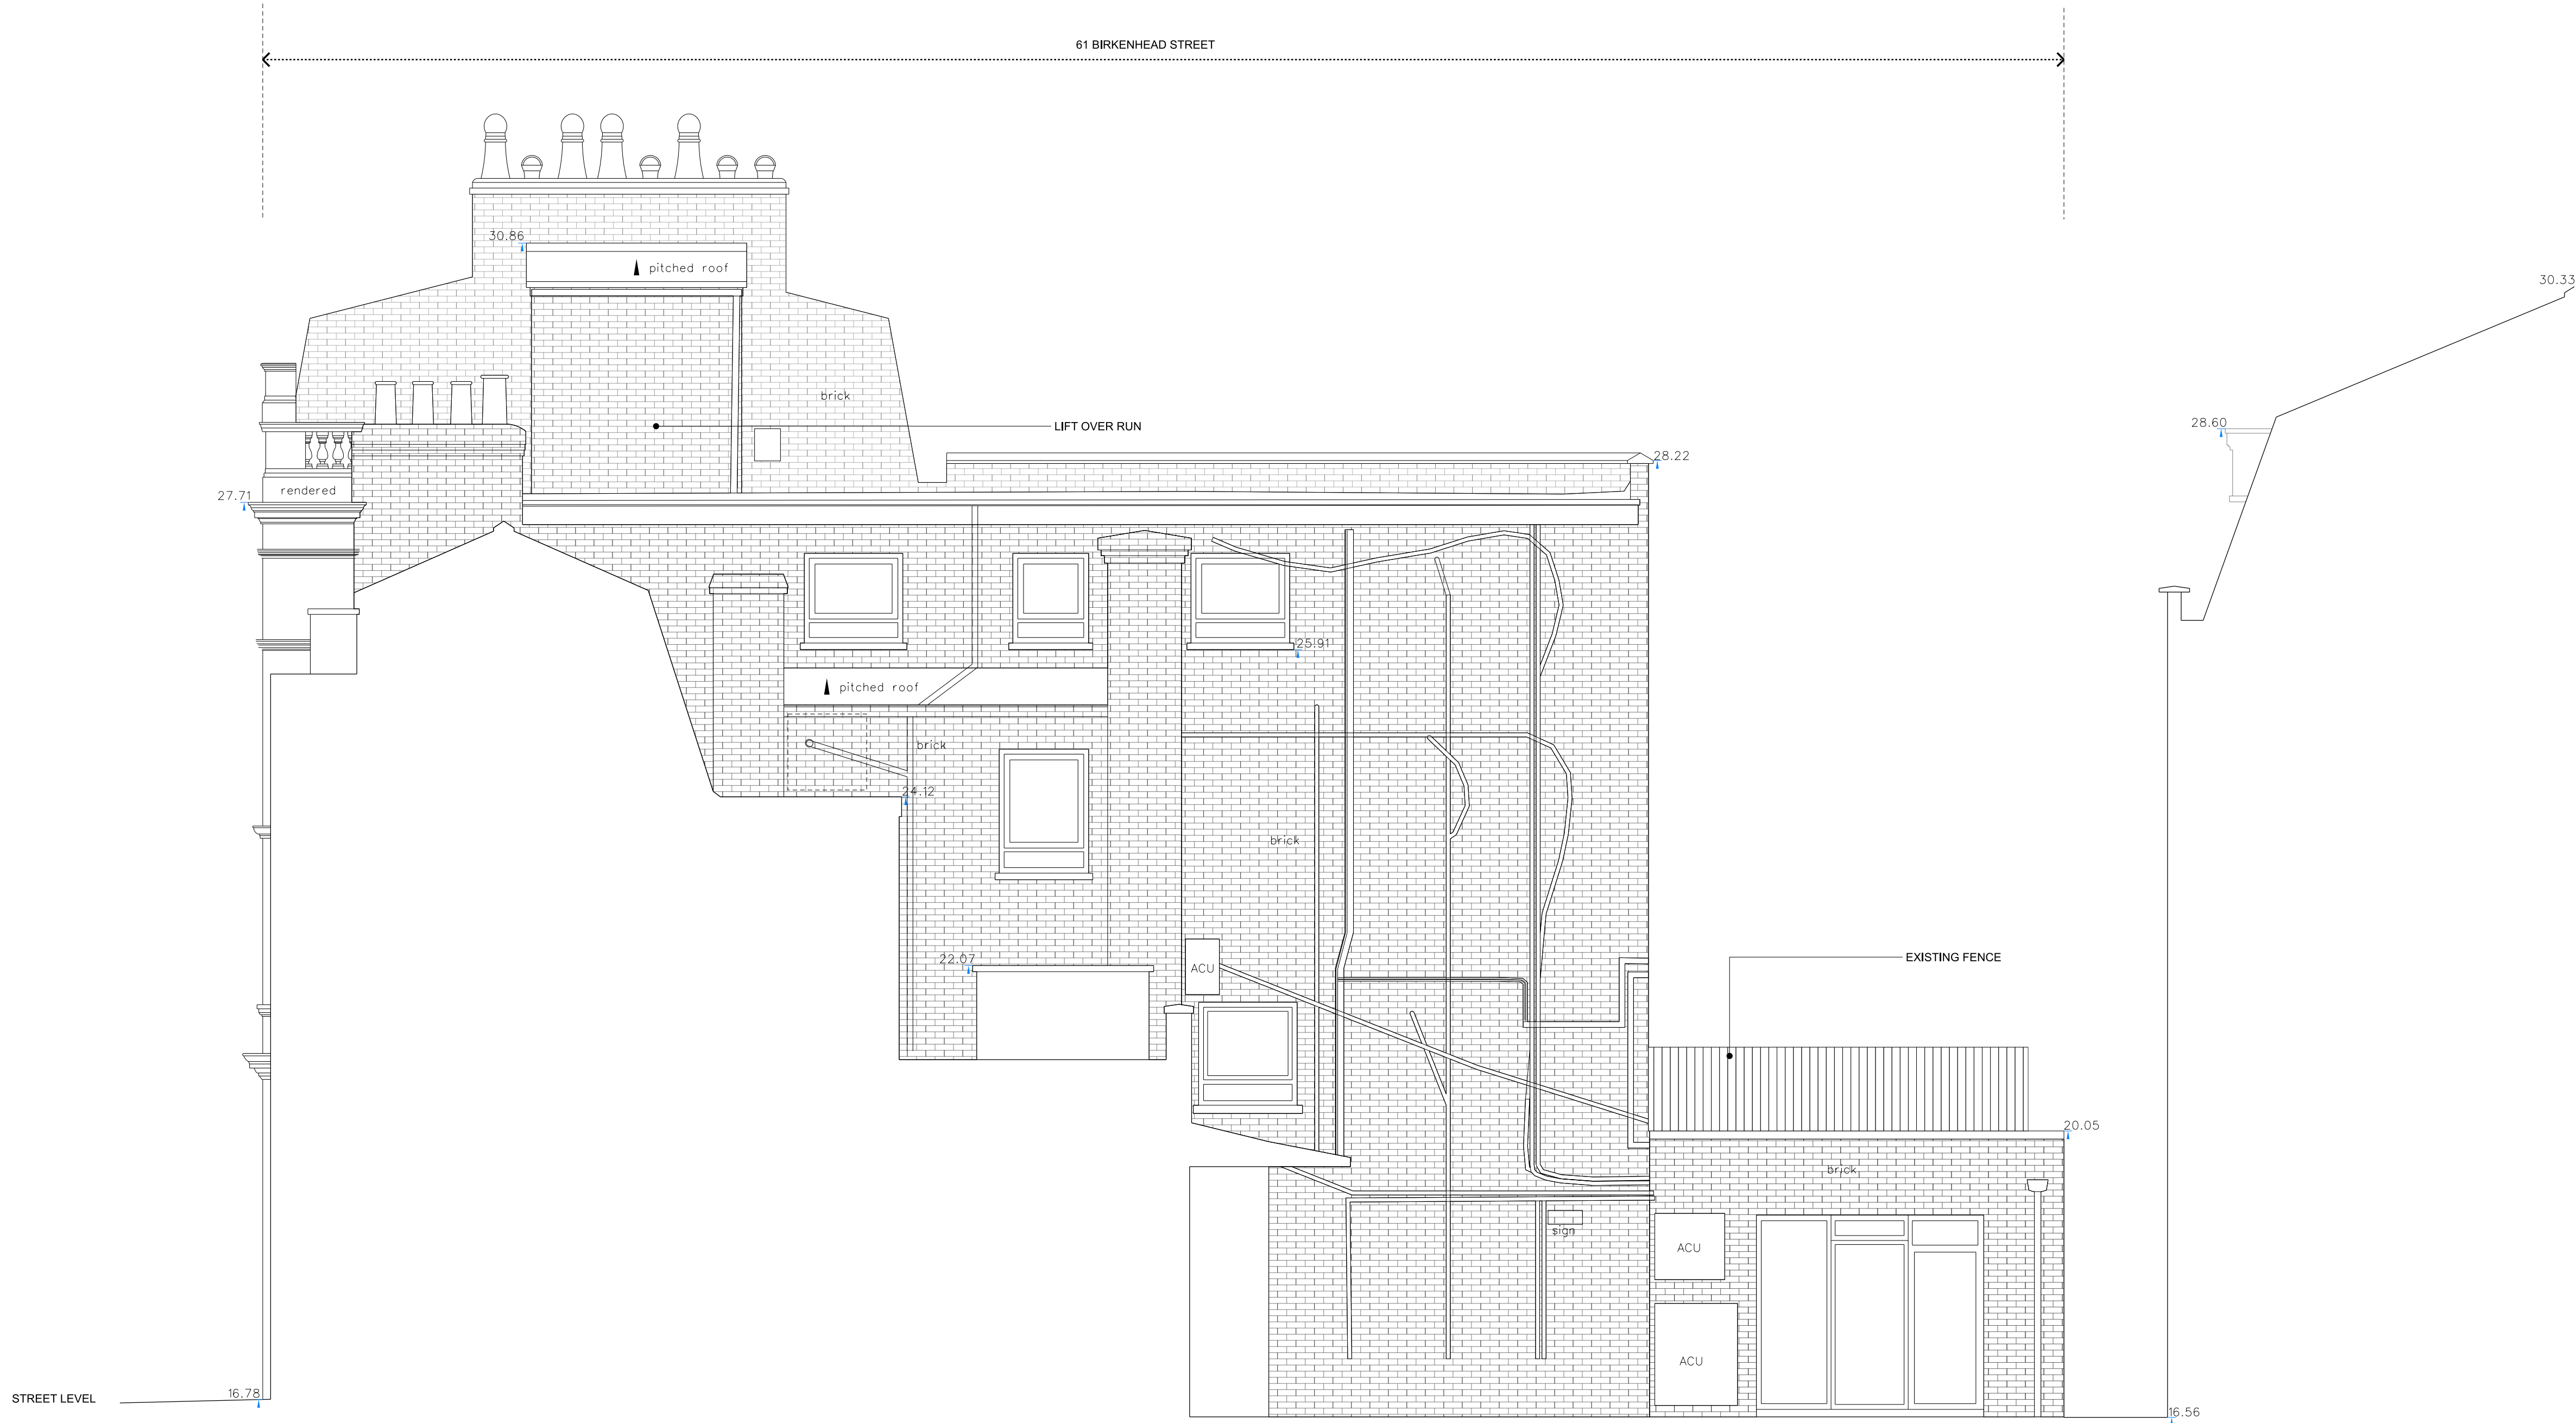 61 BIRKENHEAD STREET
30.86
pitched roof
30.33
brick
LIFT OVER RUN
28.60
28.22
rendered
27.71
25.91
pitched roof
brick
24.12
brick
22.07
ACU
EXISTING FENCE
20.05
brick
sign
ACU
ACU
16.78
STREET LEVEL
16.56